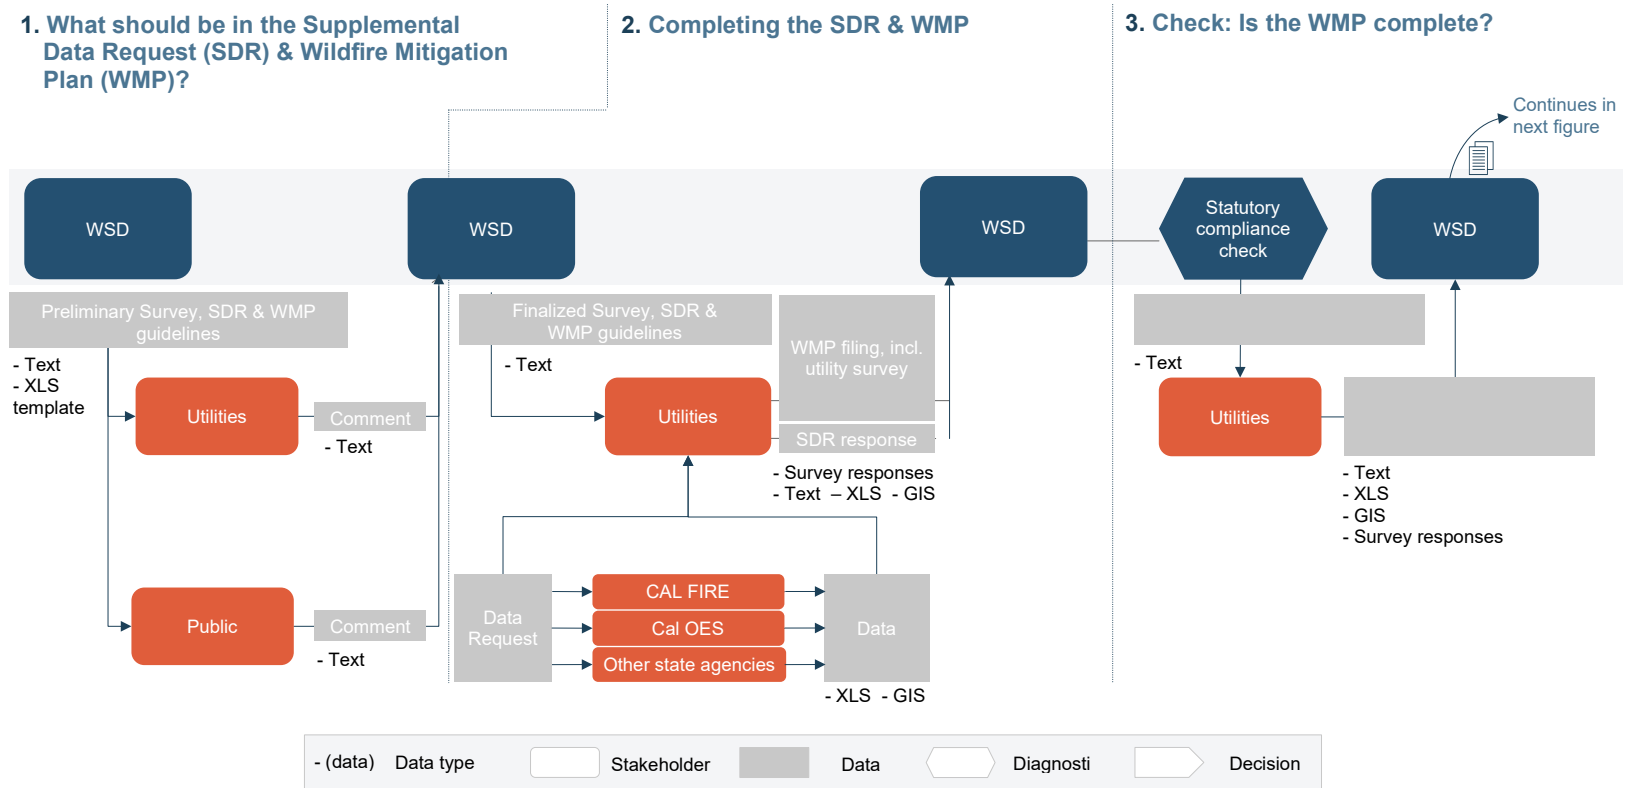 1. What should be in the Supplemental
Data Request (SDR) & Wildfire Mitigation
Plan (WMP)?
2. Completing the SDR & WMP
3. Check: Is the WMP complete?
Continues in
next figure
WSD
WSD
WSD
Statutory
compliance
check
WSD
Preliminary Survey, SDR & WMP
guidelines
- Text
- XLS
template
Utilities
Comment
- Text
Public
Comment
- Text
Finalized Survey, SDR &
WMP guidelines
- Text
Utilities
WMP filing, incl.
utility survey
SDR response
- Survey responses
- Text – XLS - GIS
Data
Request
CAL FIRE
Cal OES
Other state agencies
Data
- XLS - GIS
- Text
Utilities
- Text
- XLS
- GIS
- Survey responses
- (data) Data type
Stakeholder
Data
Diagnosti
Decision